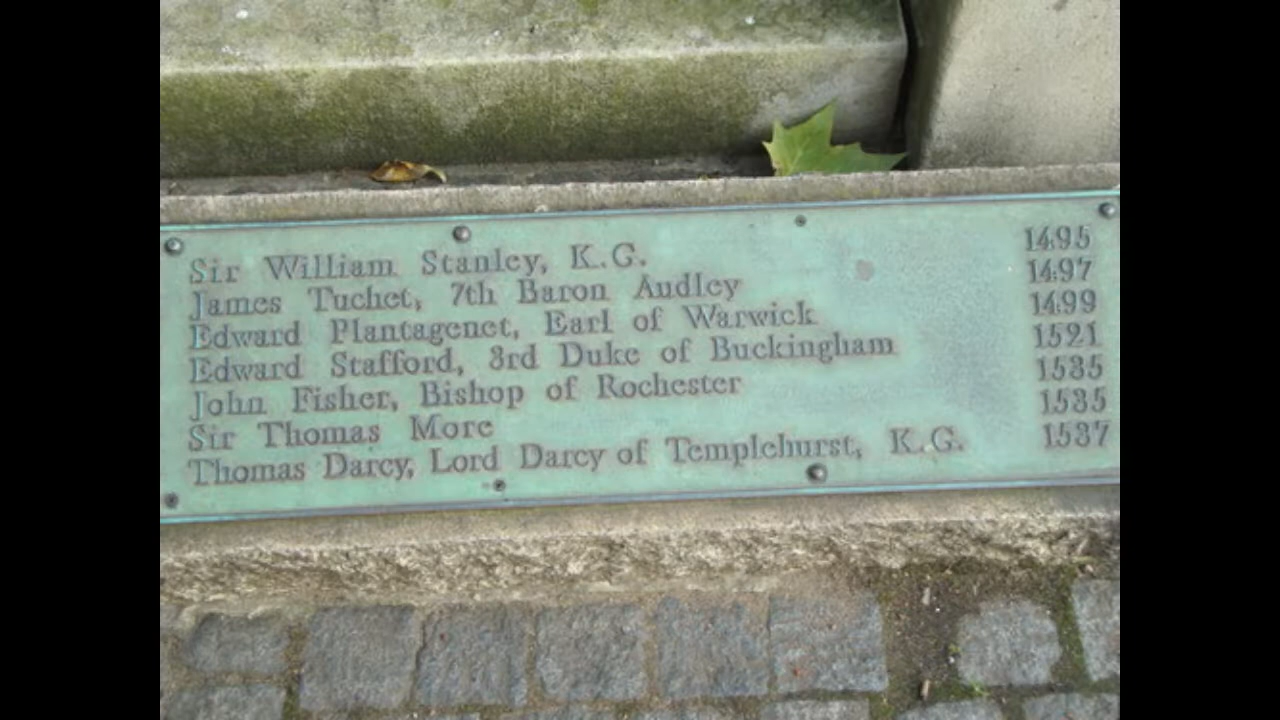 Sir William Stanley, K.G. 1495
James Tuchet, 7th Baron Audley 1497
Edward Plantagenet, Earl of Warwick 1499
Edward Stafford, 3rd Duke of Buckingham 1521
John Fisher, Bishop of Rochester 1535
Sir Thomas More 1535
Thomas Darcy, Lord Darcy of Templehurst, K.G. 1537